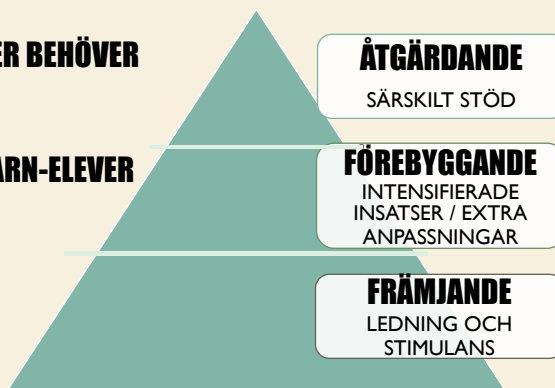 ER BEHÖVER
ÅTGÄRDANDE
SÄRSKILT STÖD
ARN-ELEVER
FÖREBYGGANDE
INTENSIFIERADE
INSATSER / EXTRA
ANPASSNINGAR
FRÄMJANDE
LEDNING OCH
STIMULANS